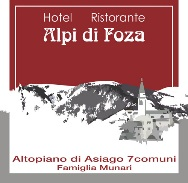 Hotel Ristorante
Alpi di Foza
Altopiano di Asiago 7comuni
Famiglia Munari